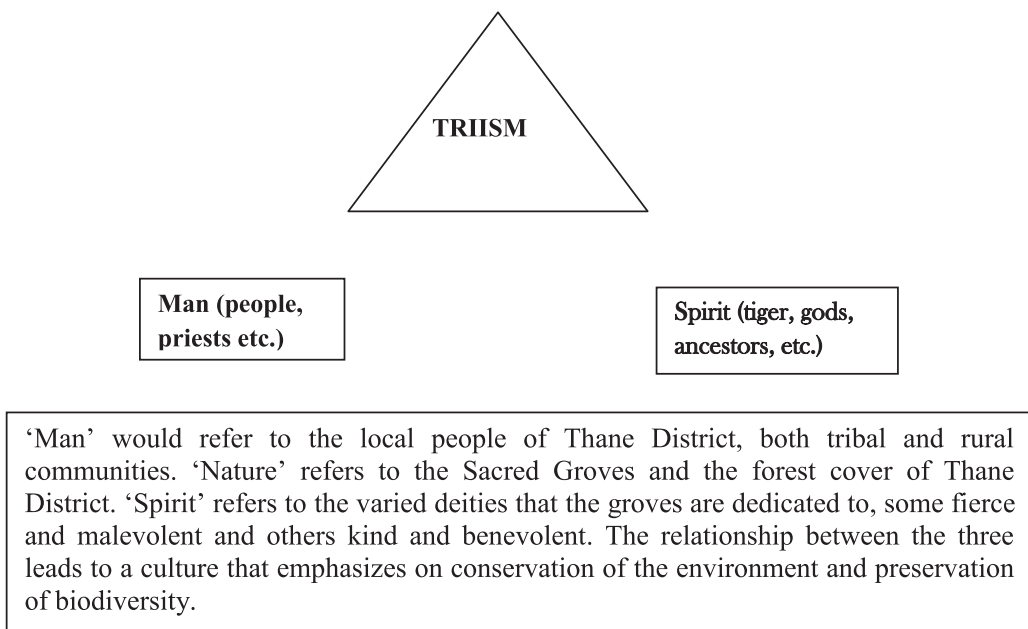 TRIISM
Man (people,
priests etc.)
Spirit (tiger, gods,
ancestors, etc.)
‘Man’ would refer to the local people of Thane District, both tribal and rural
communities. ‘Nature’ refers to the Sacred Groves and the forest cover of Thane
District. ‘Spirit’ refers to the varied deities that the groves are dedicated to, some fierce
and malevolent and others kind and benevolent. The relationship between the three
leads to a culture that emphasizes on conservation of the environment and preservation
of biodiversity.